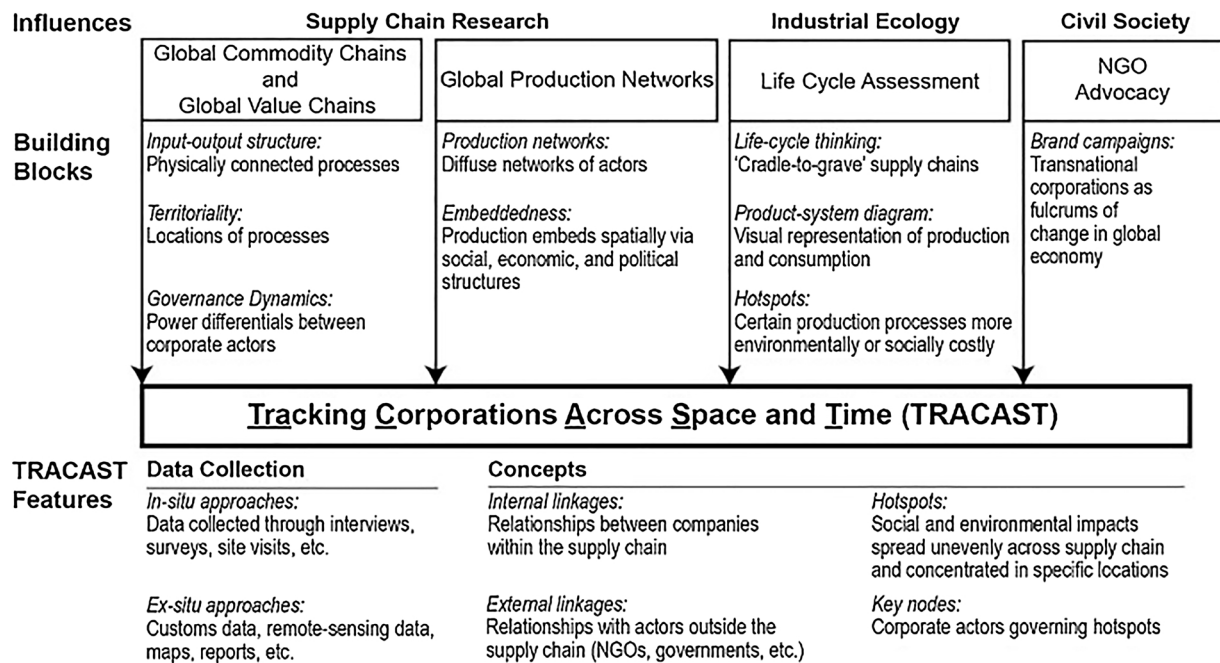 Influences
Supply Chain Research
Industrial Ecology
Civil Society
Global Commodity Chains
and
Global Value Chains
Global Production Networks
Life Cycle Assessment
NGO
Advocacy
Building
Blocks
Input-output structure:
Physically connected processes
Territoriality:
Locations of processes
Governance Dynamics:
Power differentials between
corporate actors
Production networks:
Diffuse networks of actors
Embeddedness:
Production embeds spatially via
social, economic, and political
structures
Life-cycle thinking:
‘Cradle-to-grave’ supply chains
Product-system diagram:
Visual representation of production
and consumption
Hotspots:
Certain production processes more
environmentally or socially costly
Brand campaigns:
Transnational
corporations as
fulcrums of
change in global
economy
Tracking Corporations Across Space and Time (TRACAST)
TRACAST
Features
Data Collection
In-situ approaches:
Data collected through interviews,
surveys, site visits, etc.
Ex-situ approaches:
Customs data, remote-sensing data,
maps, reports, etc.
Concepts
Internal linkages:
Relationships between companies
within the supply chain
External linkages:
Relationships with actors outside the
supply chain (NGOs, governments, etc.)
Hotspots:
Social and environmental impacts
spread unevenly across supply chain
and concentrated in specific locations
Key nodes:
Corporate actors governing hotspots